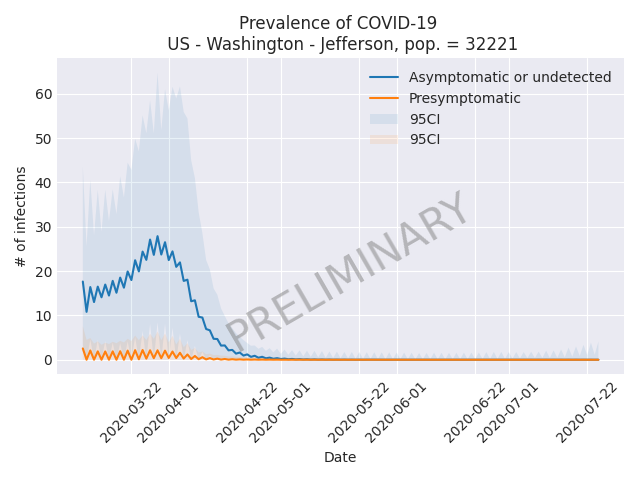 Prevalence of COVID-19
US - Washington - Jefferson, pop. = 32221
Asymptomatic or undetected
Presymptomatic
95CI
95CI
# of infections
60
50
40
30
20
10
0
PRELIMINARY
2020-03-22
2020-04-01
2020-04-22
2020-05-01
2020-05-22
2020-06-01
2020-06-22
2020-07-01
2020-07-22
Date